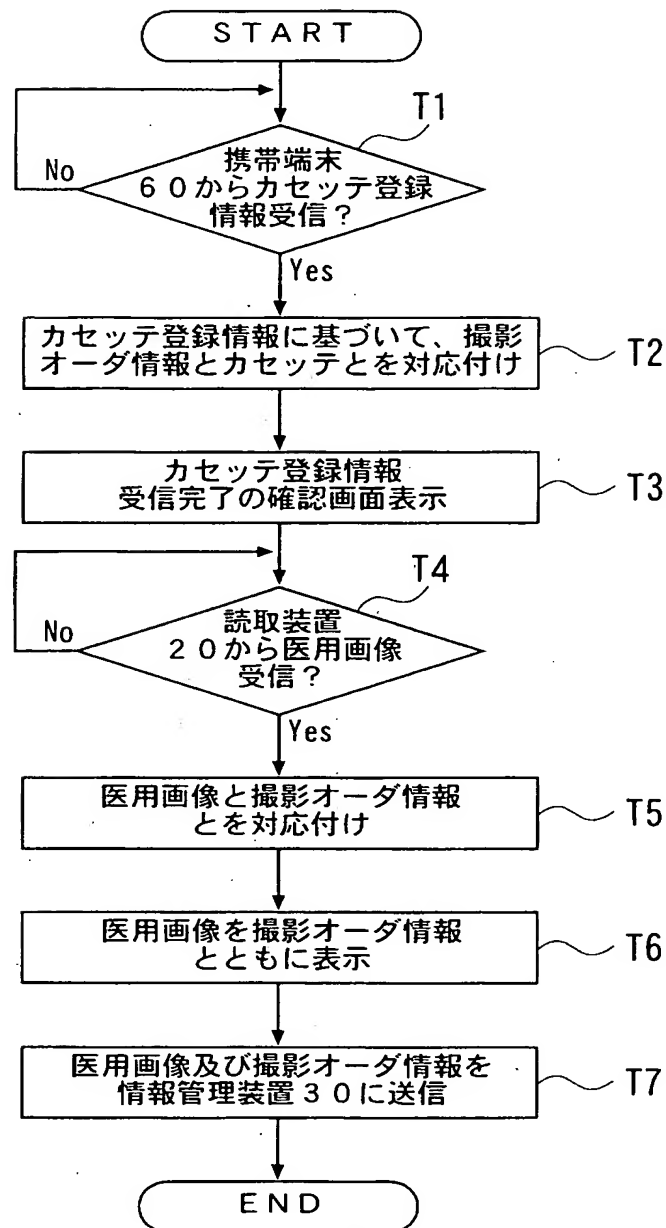 START
T1
携帯端末
60からカセッテ登録
情報受信?
No
Yes
カセッテ登録情報に基づいて、撮影
オーダ情報とカセッテとを対応付け
T2
カセッテ登録情報
受信完了の確認画面表示
T3
T4
読取装置
20から医用画像
受信?
No
Yes
医用画像と撮影オーダ情報
とを対応付け
T5
医用画像を撮影オーダ情報
とともに表示
T6
医用画像及び撮影オーダ情報を
情報管理装置30に送信
T7
END